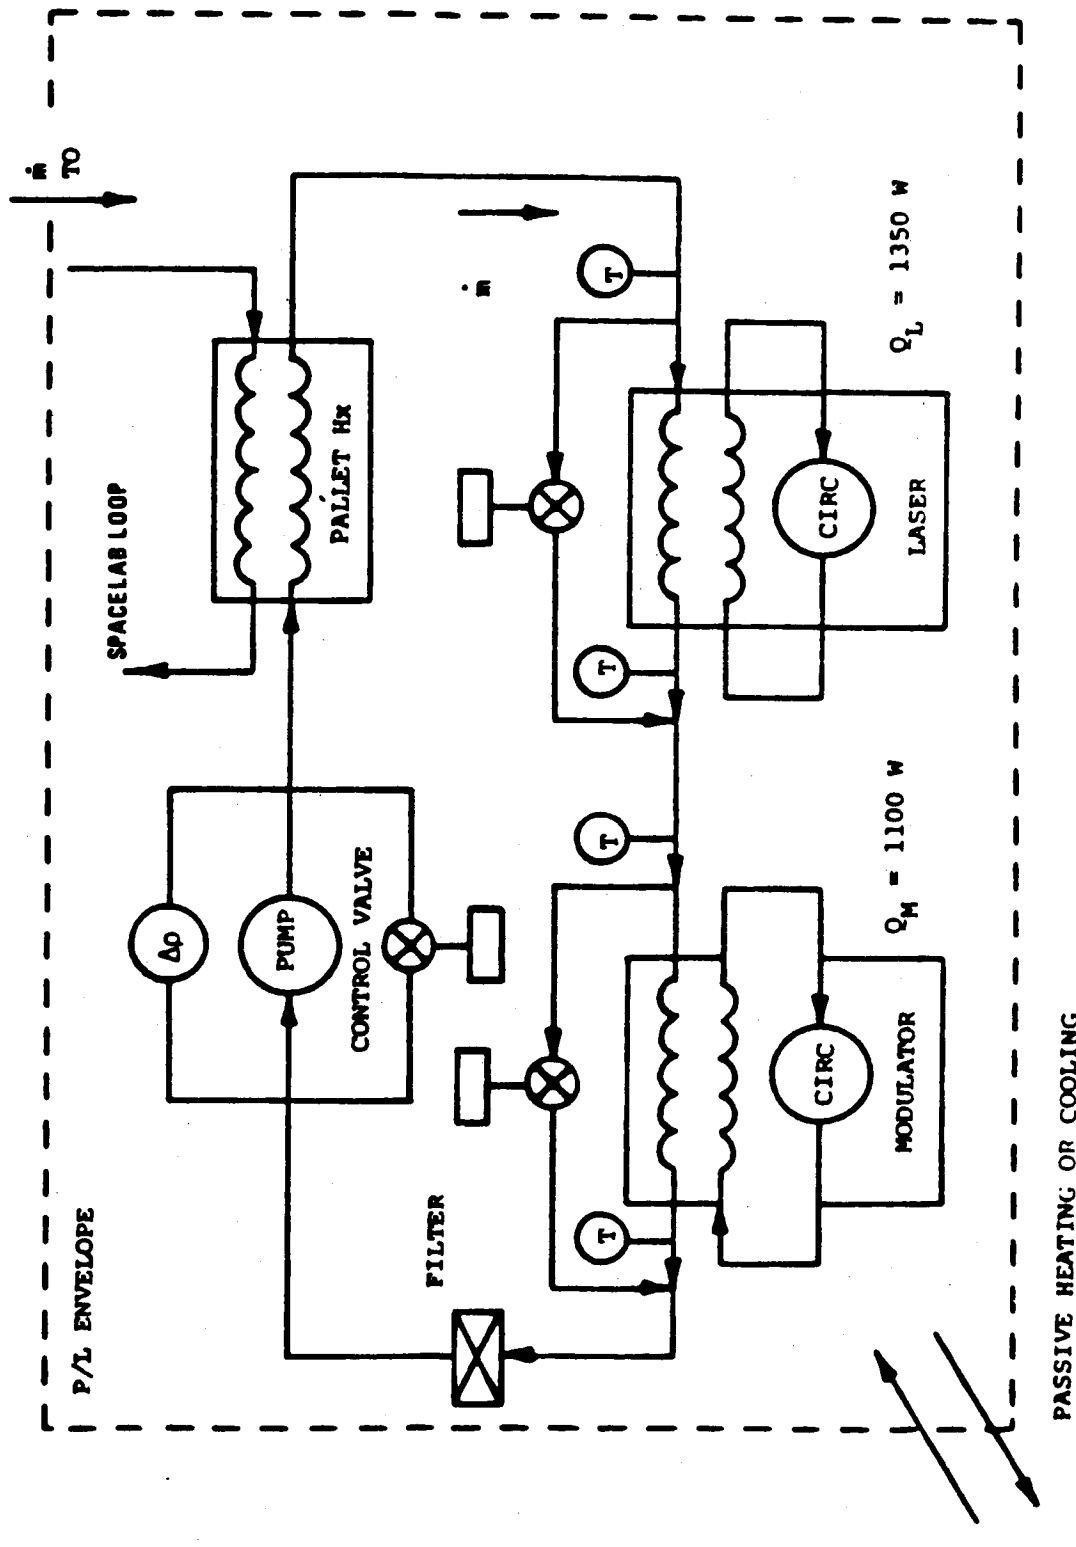 P/L ENVELOPE
SPACELAB LOOP
ṁ
TO
Δρ
PUMP
CONTROL VALVE
PALLET Hx
FILTER
ṁ
T
T
T
T
CIRC
MODULATOR
Q_M = 1100 W
CIRC
LASER
Q_L = 1350 W
PASSIVE HEATING OR COOLING